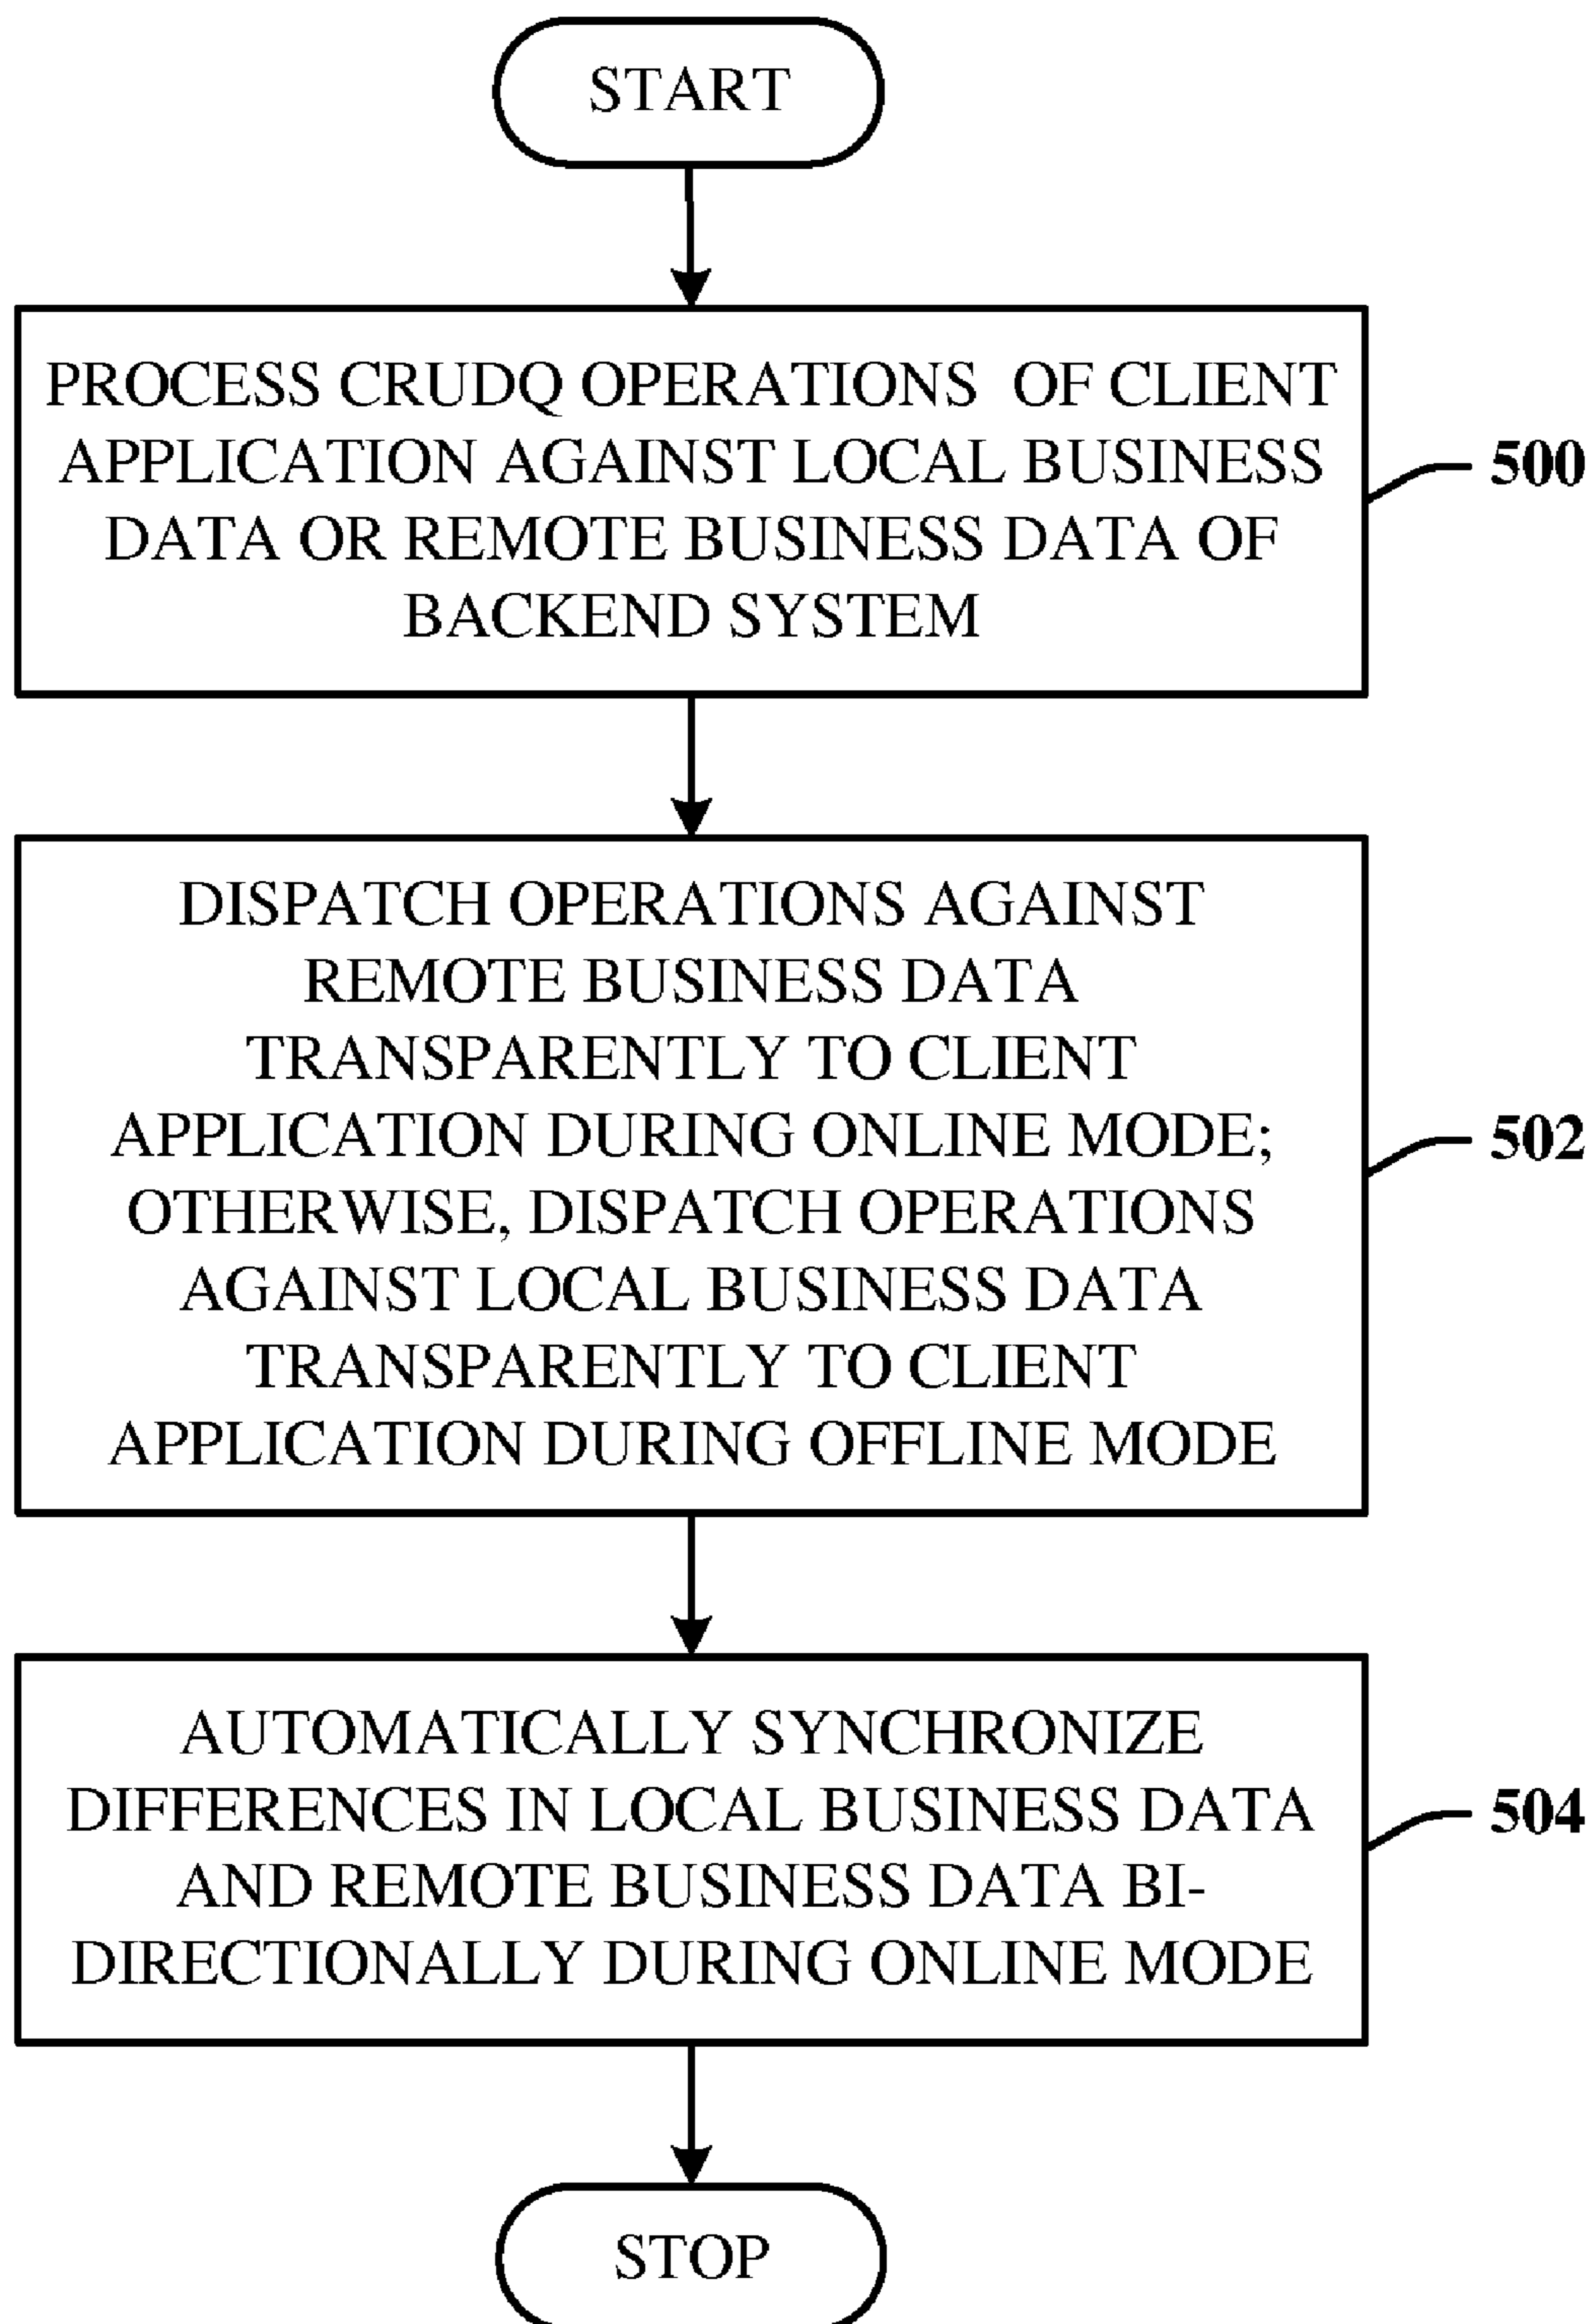 START
PROCESS CRUDQ OPERATIONS OF CLIENT
APPLICATION AGAINST LOCAL BUSINESS
DATA OR REMOTE BUSINESS DATA OF
BACKEND SYSTEM
500
DISPATCH OPERATIONS AGAINST
REMOTE BUSINESS DATA
TRANSPARENTLY TO CLIENT
APPLICATION DURING ONLINE MODE;
OTHERWISE, DISPATCH OPERATIONS
AGAINST LOCAL BUSINESS DATA
TRANSPARENTLY TO CLIENT
APPLICATION DURING OFFLINE MODE
502
AUTOMATICALLY SYNCHRONIZE
DIFFERENCES IN LOCAL BUSINESS DATA
AND REMOTE BUSINESS DATA BI-
DIRECTIONALLY DURING ONLINE MODE
504
STOP